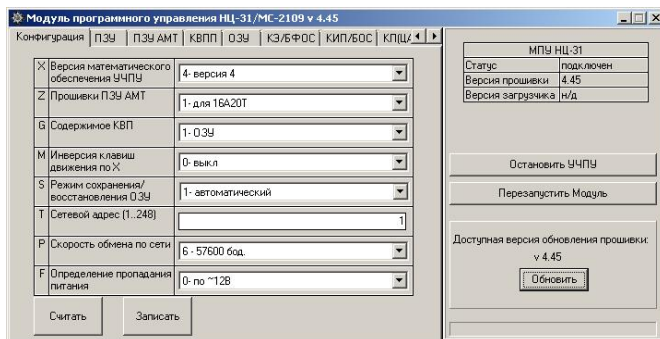 Модуль программного управления НЦ-31/МС-2109 v 4.45
Конфигурация ПЗУ ПЗУ АМТ КВПП ОЗУ КЭ/БФОС КИП/БОС КП(ЦА
X Версия математического обеспечения УЧПУ 4- версия 4
Z Прошивки ПЗУ АМТ 1- для 16А20Т
G Содержимое КВП 1- ОЗУ
M Инверсия клавиш движения по X 0- выкл
S Режим сохранения/ восстановления ОЗУ 1- автоматический
T Сетевой адрес (1..248) 1
P Скорость обмена по сети 6 - 57600 бод.
F Определение пропадания питания 0- по ~12В
Считать Записать
МПУ НЦ-31
Статус подключен
Версия прошивки 4.45
Версия загрузчика н/д
Остановить УЧПУ
Перезапустить Модуль
Доступная версия обновления прошивки:
v 4.45
Обновить